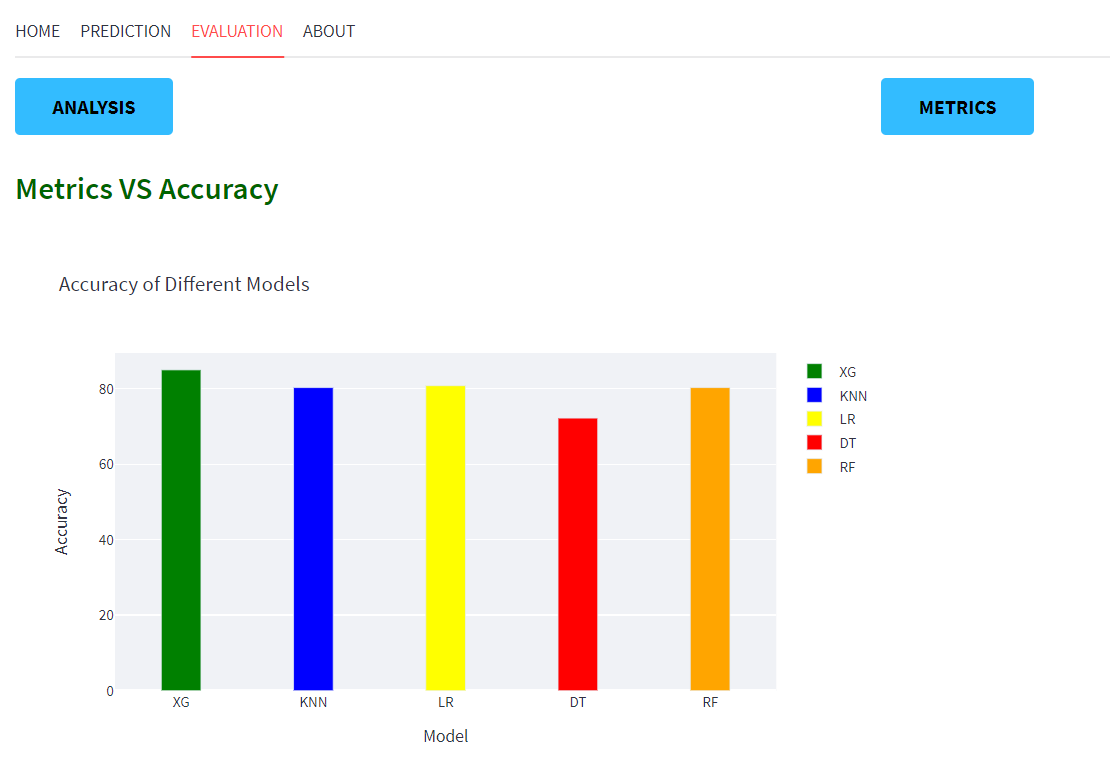 HOME PREDICTION EVALUATION ABOUT
ANALYSIS METRICS
Metrics VS Accuracy
Accuracy of Different Models
XG
KNN
LR
DT
RF
80
60
40
20
0
Accuracy
XG KNN LR DT RF
Model